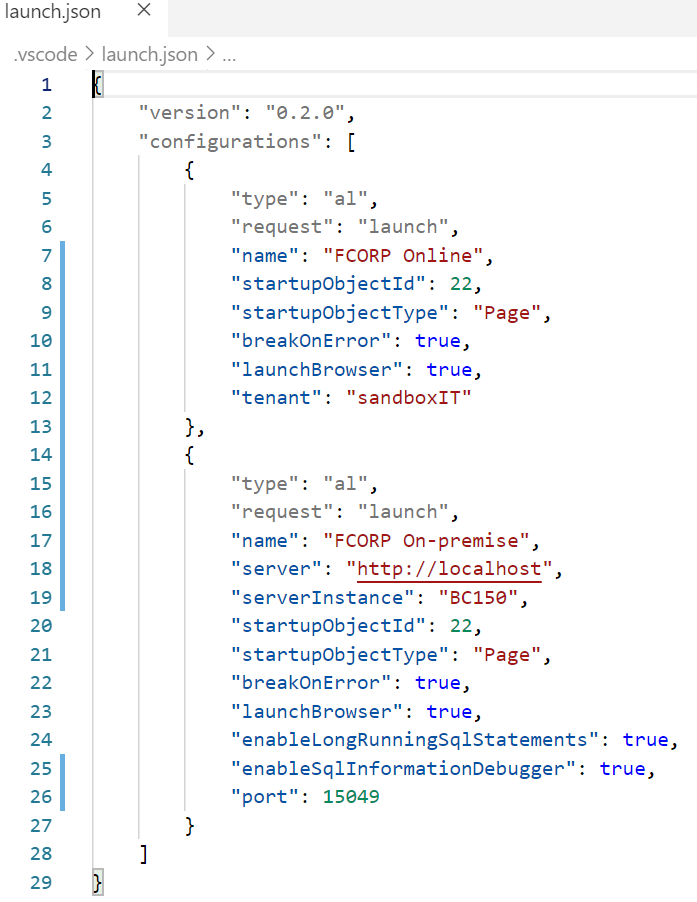 launch.json ×
.vscode > launch.json > ...
1 {
2 "version": "0.2.0",
3 "configurations": [
4 {
5 "type": "al",
6 "request": "launch",
7 "name": "FCORP Online",
8 "startupObjectId": 22,
9 "startupObjectType": "Page",
10 "breakOnError": true,
11 "launchBrowser": true,
12 "tenant": "sandboxIT"
13 },
14 {
15 "type": "al",
16 "request": "launch",
17 "name": "FCORP On-premise",
18 "server": "http://localhost",
19 "serverInstance": "BC150",
20 "startupObjectId": 22,
21 "startupObjectType": "Page",
22 "breakOnError": true,
23 "launchBrowser": true,
24 "enableLongRunningSqlStatements": true,
25 "enableSqlInformationDebugger": true,
26 "port": 15049
27 }
28 ]
29 }